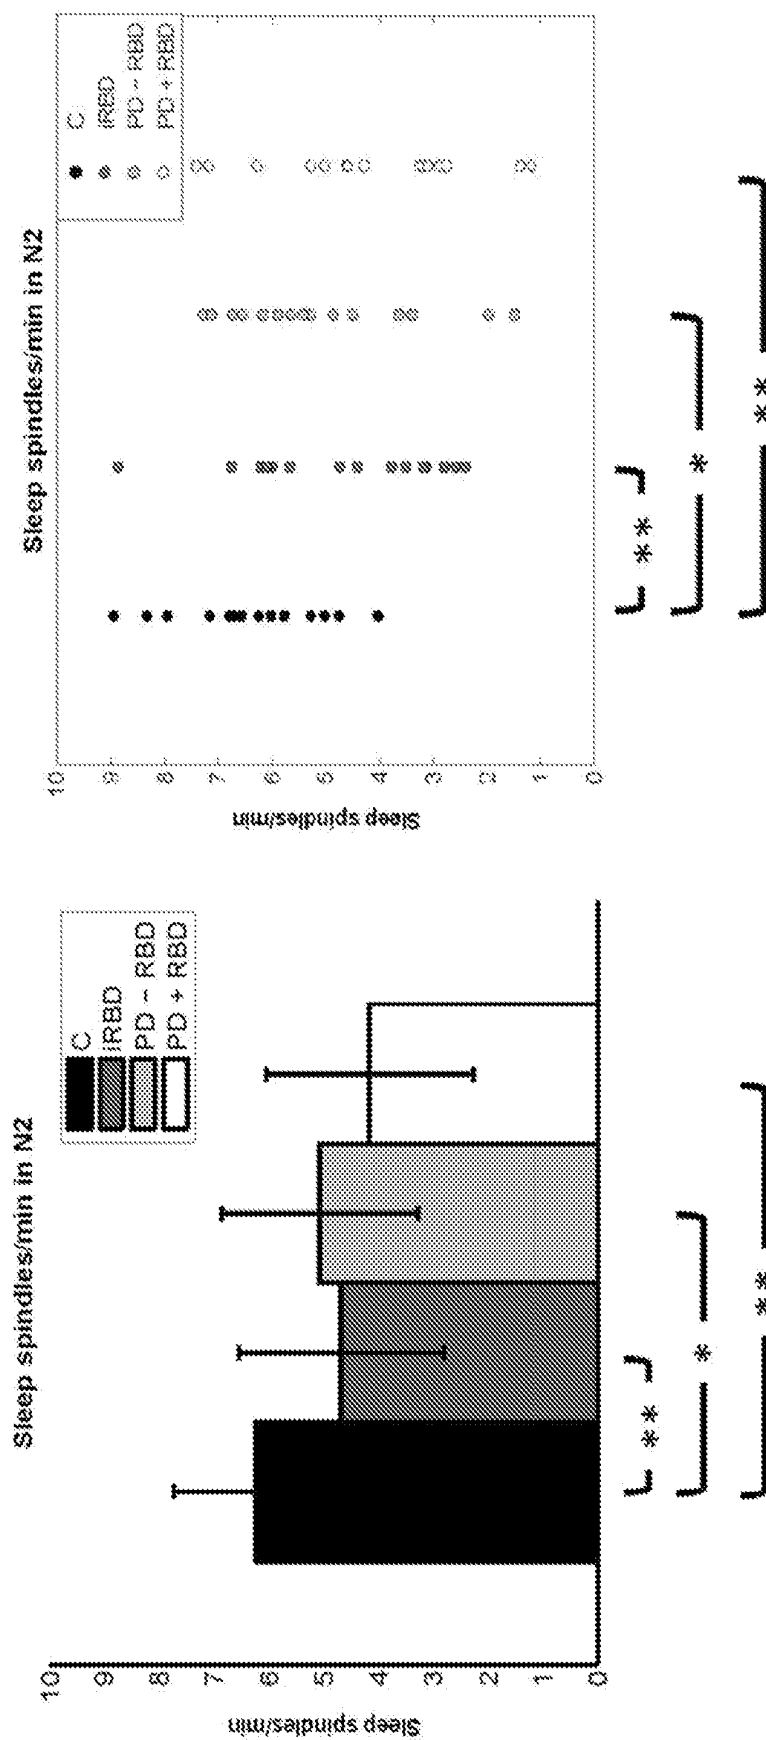 Sleep spindles/min in N2
C
iRBD
PD - RBD
PD + RBD
Sleep spindles/min
10
9
8
7
6
5
4
3
2
1
0
**
*
**
Sleep spindles/min in N2
C
iRBD
PD - RBD
PD + RBD
Sleep spindles/min
10
9
8
7
6
5
4
3
2
1
0
**
*
**